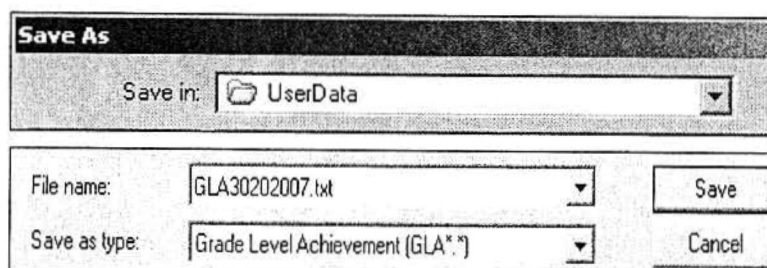 Save As
Save in: UserData
File name: GLA30202007.txt Save
Save as type: Grade Level Achievement (GLA*.*) Cancel